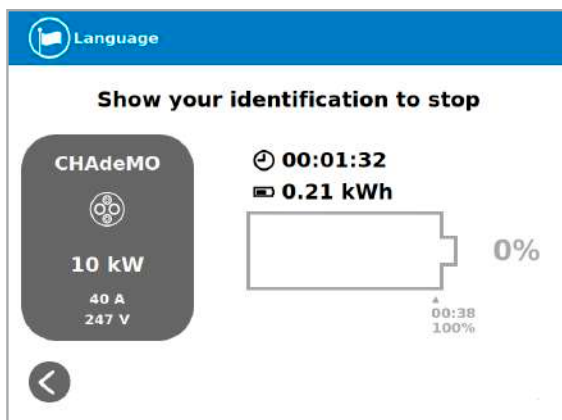 Language
Show your identification to stop
CHAdeMO
10 kW
40 A
247 V
00:01:32
0.21 kWh
0%
00:38
100%